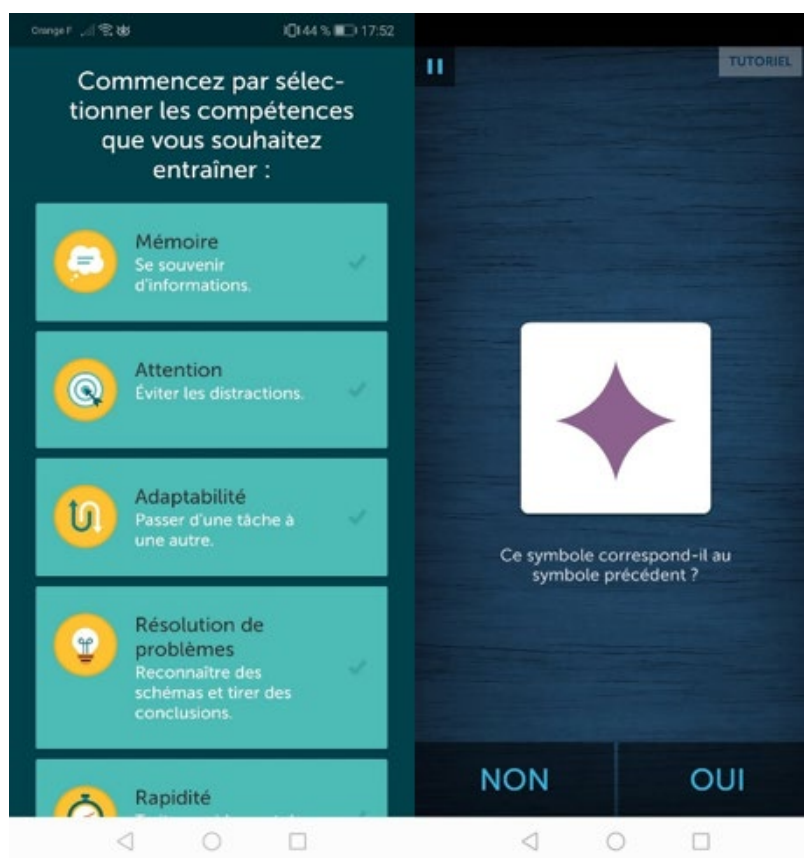 Orange F 44 % 17:52
Commencez par sélec-
tionner les compétences
que vous souhaitez
entraîner :
Mémoire
Se souvenir
d'informations.
Attention
Éviter les distractions.
Adaptabilité
Passer d'une tâche à
une autre.
Résolution de
problèmes
Reconnaître des
schémas et tirer des
conclusions.
Rapidité
TUTORIEL
Ce symbole correspond-il au
symbole précédent ?
NON OUI